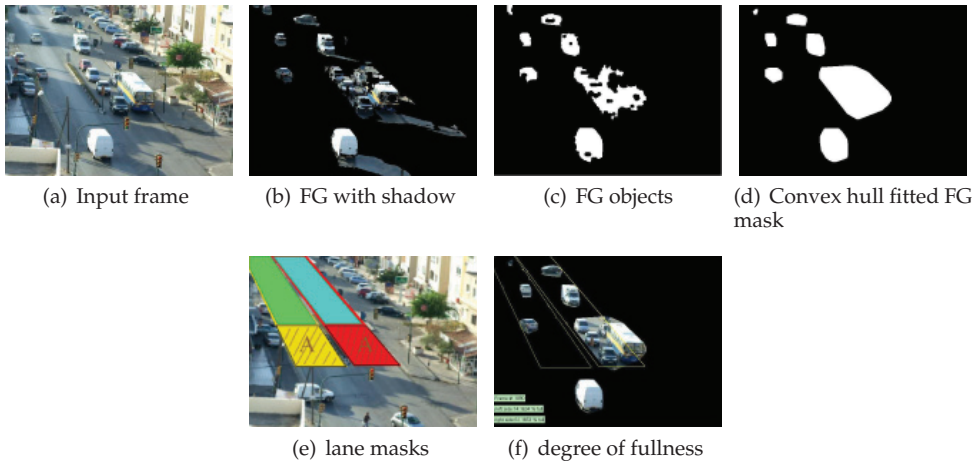 (a) Input frame
(b) FG with shadow
(c) FG objects
(d) Convex hull fitted FG
mask
A
A
(e) lane masks
(f) degree of fullness